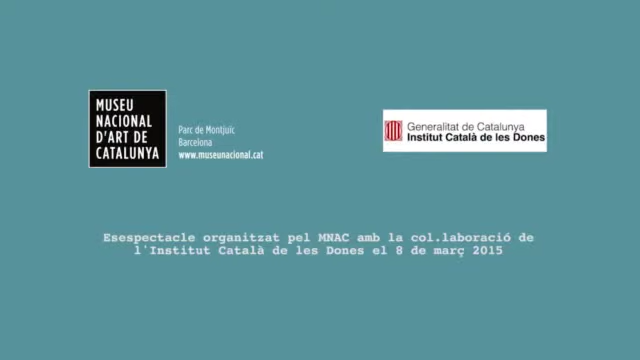 MUSEU
NACIONAL
D'ART DE
CATALUNYA
Parc de Montjuïc
Barcelona
www.museunacional.cat
Generalitat de Catalunya
Institut Català de les Dones
Esespectacle organitzat pel MNAC amb la col.laboració de
l'Institut Català de les Dones el 8 de març 2015